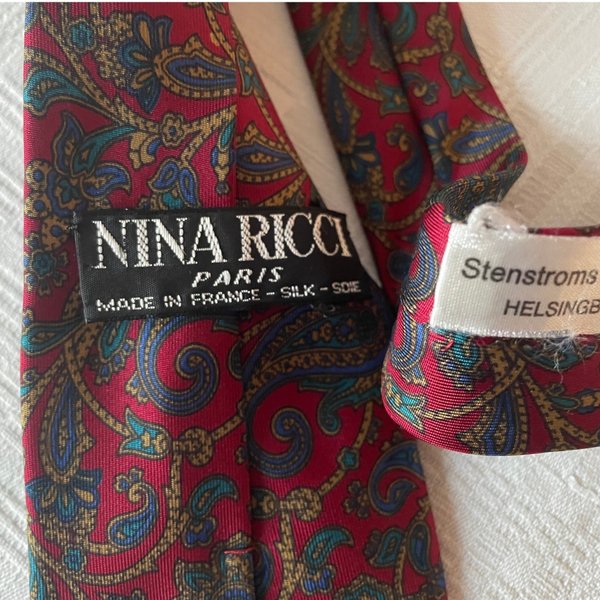 NINA RICCI
PARIS
MADE IN FRANCE - SILK - SOIE
Stenstroms
HELSINGB